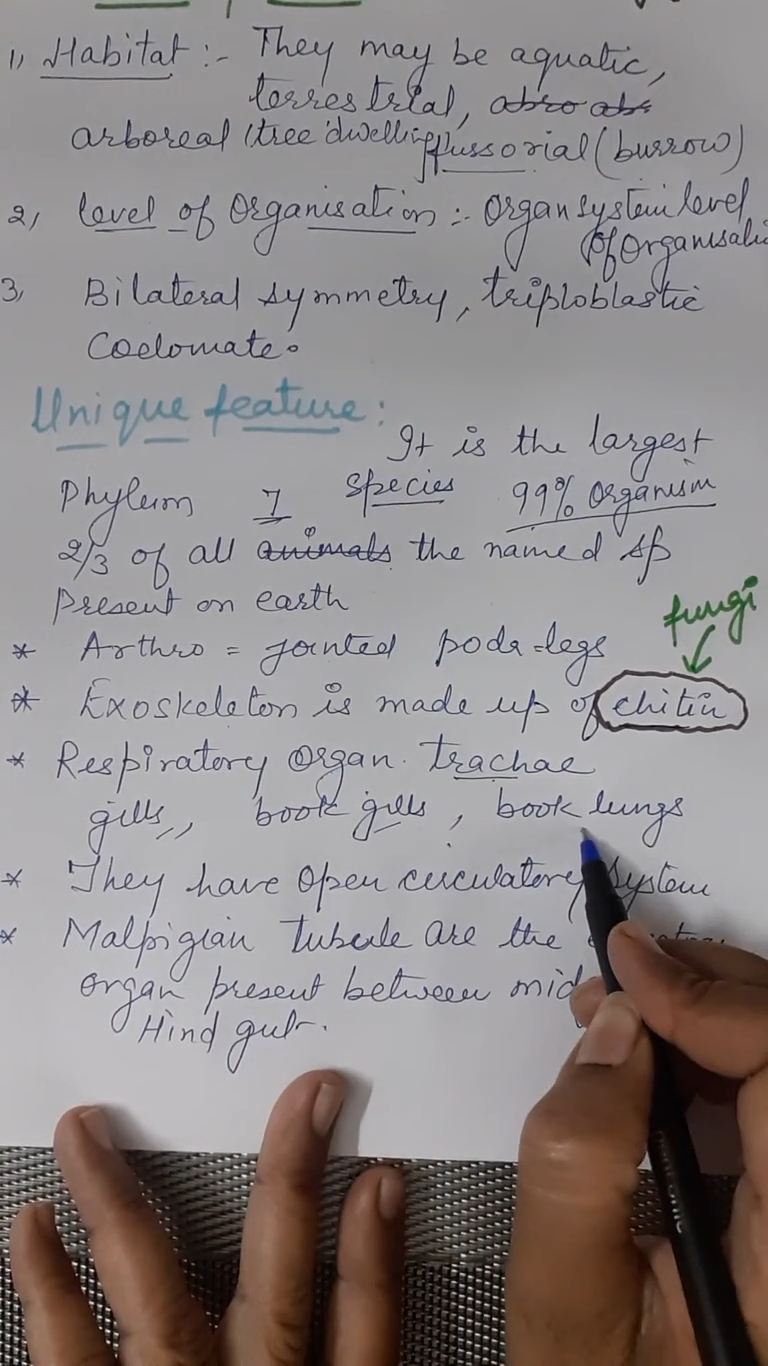 1) Habitat :- They may be aquatic,
terrestrial,
arboreal (tree dwelling) fussorial (burrow)
2) level of Organisation :- Organ system level
of Organisati
3, Bilateral symmetry, triploblastic
Coelomate.
Unique feature:
It is the largest
Phylum species 99% Organism
2/3 of all animals the named sp
Present on earth
fungi
* Arthro = jointed poda-legs
* Exoskeleton is made up of chitin
* Respiratory Organ. trachae
gills,, book gills, book lungs
* They have Open circulatory system
* Malpigian tubule are the
Organ present between mid
Hind gut.